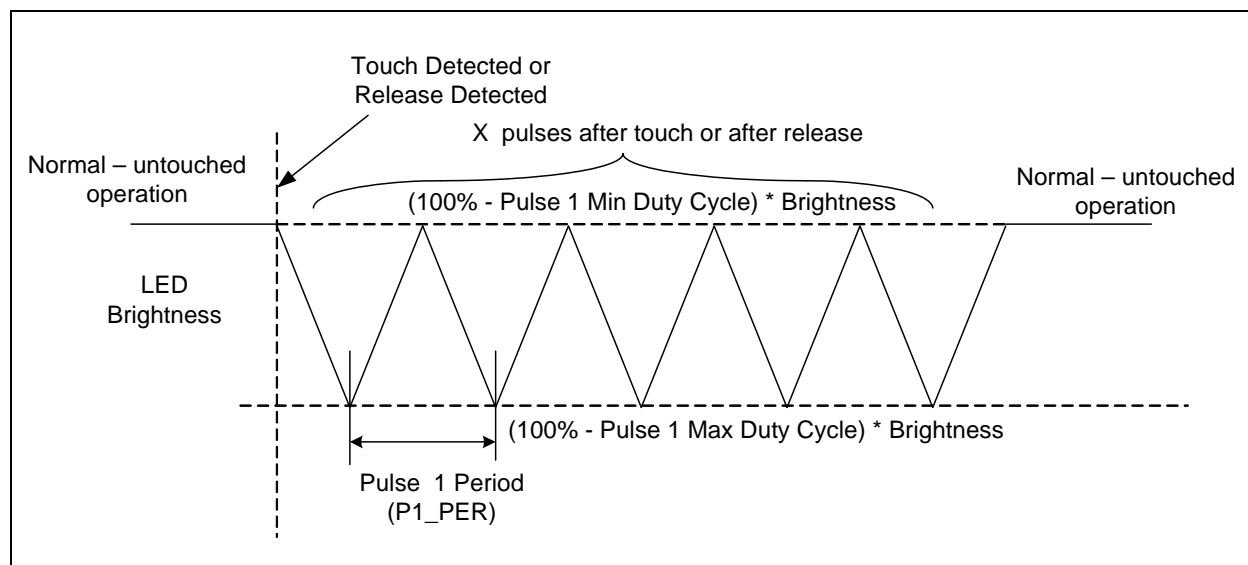 Touch Detected or
Release Detected
X pulses after touch or after release
Normal – untouched
operation
(100% - Pulse 1 Min Duty Cycle) * Brightness
Normal – untouched
operation
LED
Brightness
(100% - Pulse 1 Max Duty Cycle) * Brightness
Pulse 1 Period
(P1_PER)